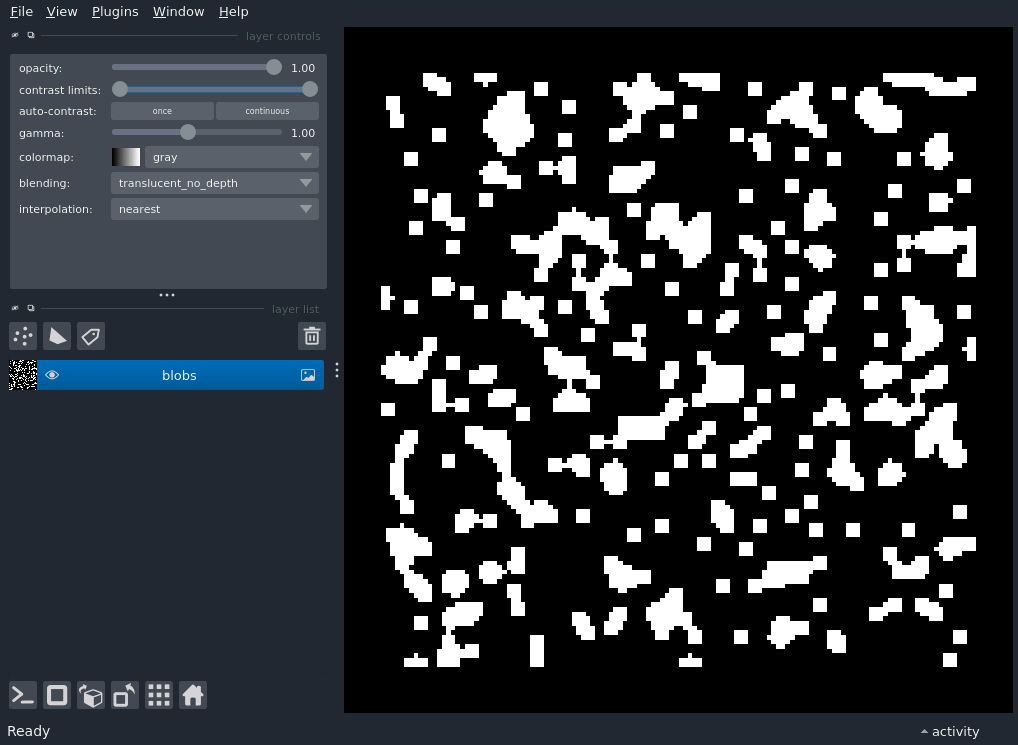 File View Plugins Window Help
layer controls
opacity: 1.00
contrast limits:
auto-contrast: once continuous
gamma: 1.00
colormap: gray
blending: translucent_no_depth
interpolation: nearest
layer list
blobs
Ready
activity